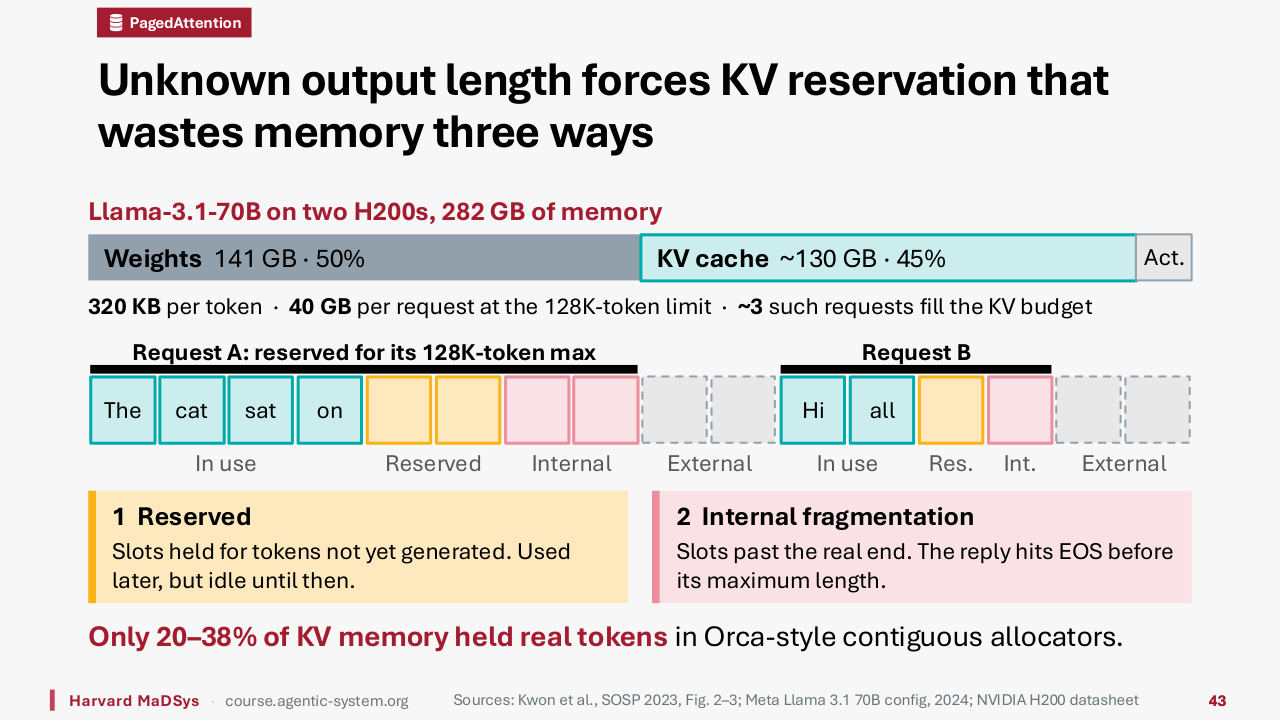 PagedAttention
Unknown output length forces KV reservation that
wastes memory three ways
Llama-3.1-70B on two H200s, 282 GB of memory
Weights 141 GB · 50%
KV cache ~130 GB · 45%
Act.
320 KB per token · 40 GB per request at the 128K-token limit · ~3 such requests fill the KV budget
Request A: reserved for its 128K-token max
Request B
The cat sat on
Hi all
In use Reserved Internal External In use Res. Int. External
1 Reserved
Slots held for tokens not yet generated. Used
later, but idle until then.
2 Internal fragmentation
Slots past the real end. The reply hits EOS before
its maximum length.
Only 20–38% of KV memory held real tokens in Orca-style contiguous allocators.
Harvard MaDSys · course.agentic-system.org
Sources: Kwon et al., SOSP 2023, Fig. 2–3; Meta Llama 3.1 70B config, 2024; NVIDIA H200 datasheet
43